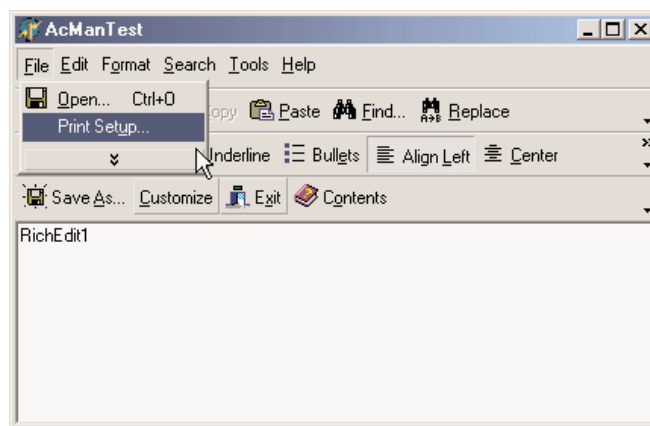 AcManTest
File Edit Format Search Tools Help
Open... Ctrl+O
Paste Find... A+B Replace
Print Setup...
Underline Bullets Align Left Center
Save As... Customize Exit Contents
RichEdit1